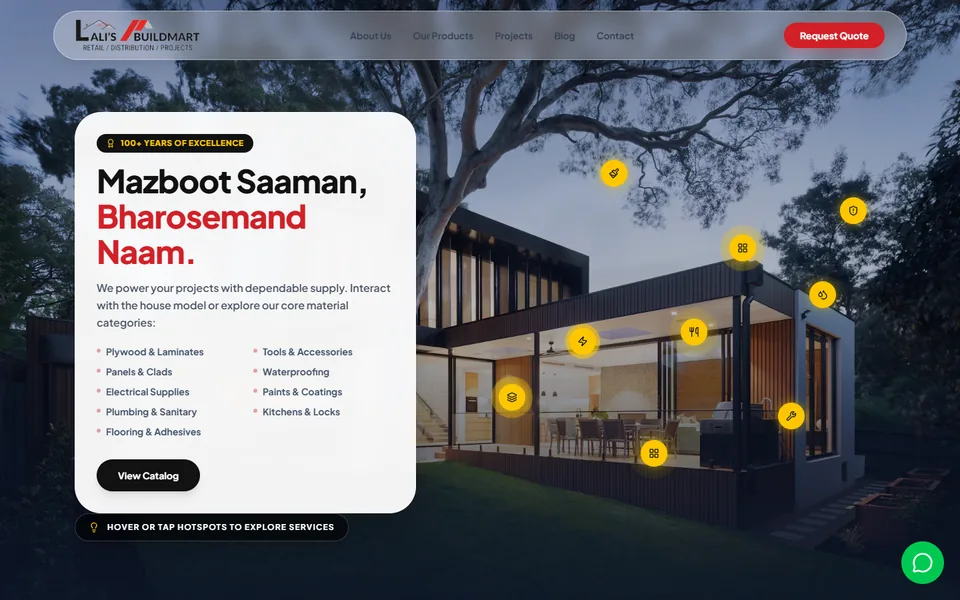 LALI'S BUILDMART
RETAIL / DISTRIBUTION / PROJECTS
About Us
Our Products
Projects
Blog
Contact
Request Quote
100+ YEARS OF EXCELLENCE
Mazboot Saaman,
Bharosemand
Naam.
We power your projects with dependable supply. Interact
with the house model or explore our core material
categories:
Plywood & Laminates
Tools & Accessories
Panels & Clads
Waterproofing
Electrical Supplies
Paints & Coatings
Plumbing & Sanitary
Kitchens & Locks
Flooring & Adhesives
View Catalog
HOVER OR TAP HOTSPOTS TO EXPLORE SERVICES